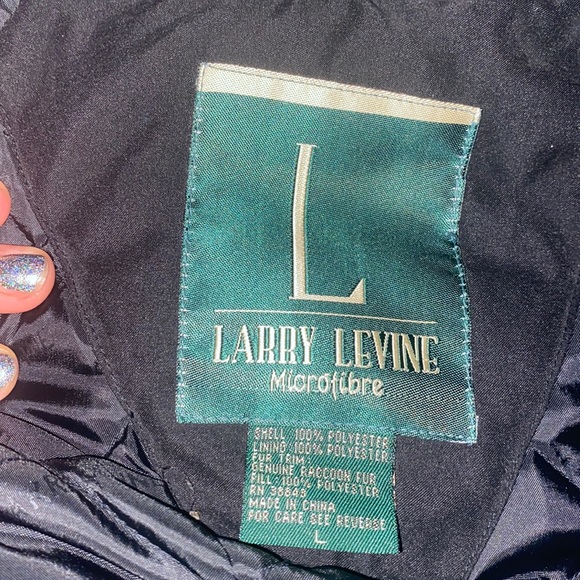 L
LARRY LEVINE
Microfibre
SHELL 100% POLYESTER
LINING 100% POLYESTER
FUR TRIM
GENUINE RACCOON FUR
FILL: 100% POLYESTER
RN 38843
MADE IN CHINA
FOR CARE SEE REVERSE
L